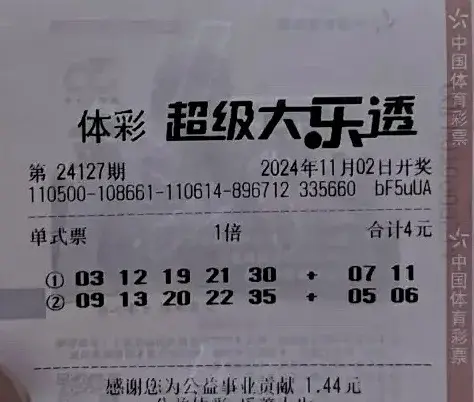 体彩 超级大乐透
第 24127期 2024年11月02日开奖
110500-108661-110614-896712 335660 bF5uUA
单式票 1倍 合计4元
① 03 12 19 21 30 + 07 11
② 09 13 20 22 35 + 05 06
感谢您为公益事业贡献 1.44元
中国体育彩票
中国体育彩票